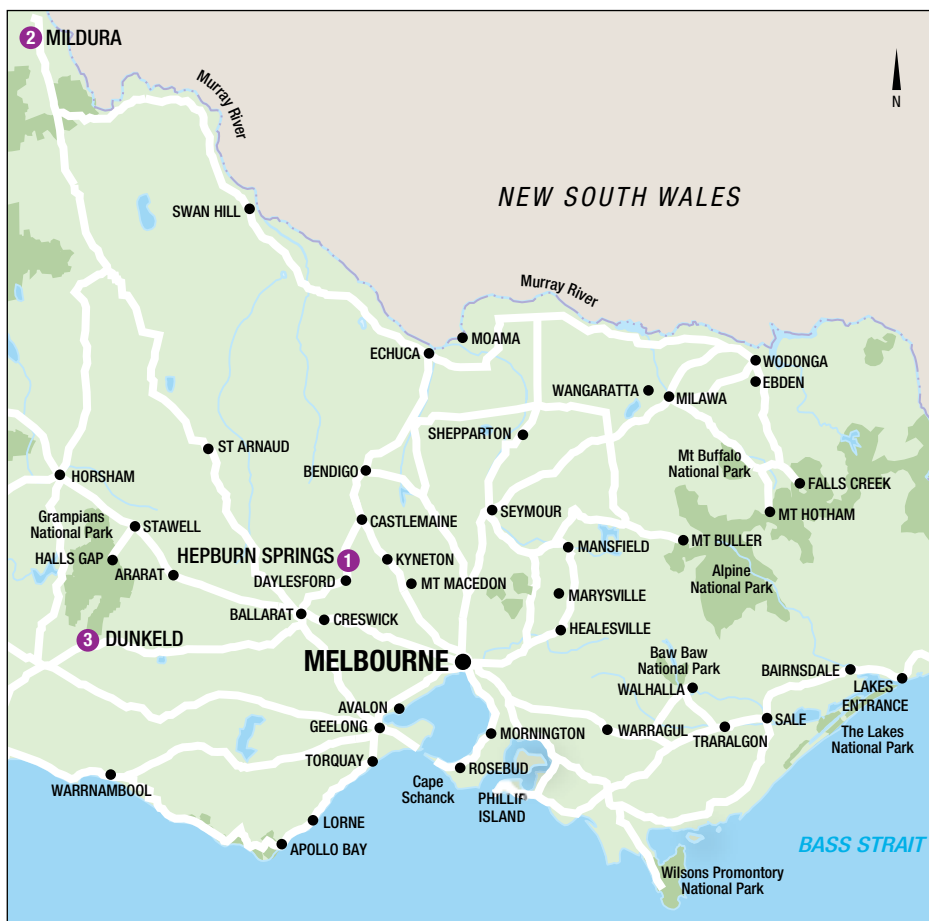 2 MILDURA
Murray River
N
NEW SOUTH WALES
SWAN HILL
Murray River
MOAMA
ECHUCA
WODONGA
EBDEN
WANGARATTA
MILAWA
SHEPPARTON
ST ARNAUD
Mt Buffalo
National Park
BENDIGO
HORSHAM
FALLS CREEK
SEYMOUR
MT HOTHAM
Grampians
National Park
STAWELL
CASTLEMAINE
MANSFIELD
MT BULLER
HALLS GAP
HEPBURN SPRINGS 1
KYNETON
ARARAT
DAYLESFORD
MT MACEDON
Alpine
National Park
MARYSVILLE
BALLARAT
CRESWICK
HEALESVILLE
3 DUNKELD
MELBOURNE
Baw Baw
National Park
BAIRNSDALE
WALHALLA
LAKES
ENTRANCE
AVALON
GEELONG
MORNINGTON
WARRAGUL
TRARALGON
SALE
The Lakes
National Park
TORQUAY
ROSEBUD
Cape
Schanck
WARRNAMBOOL
PHILLIP
ISLAND
LORNE
APOLLO BAY
BASS STRAIT
Wilsons Promontory
National Park